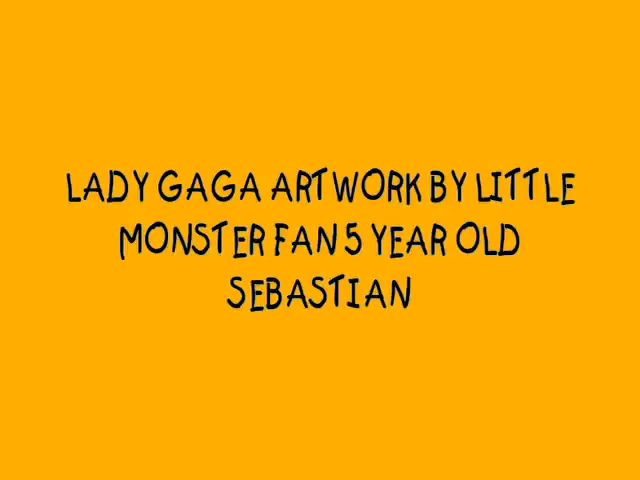 LADY GAGA ARTWORK BY LITTLE
MONSTER FAN 5 YEAR OLD
SEBASTIAN